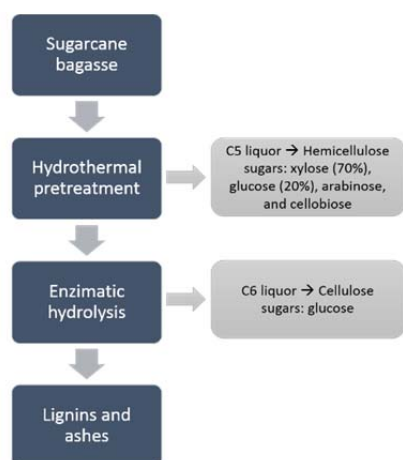 Sugarcane
bagasse
Hydrothermal
pretreatment
C5 liquor → Hemicellulose
sugars: xylose (70%),
glucose (20%), arabinose,
and cellobiose
Enzimatic
hydrolysis
C6 liquor → Cellulose
sugars: glucose
Lignins and
ashes